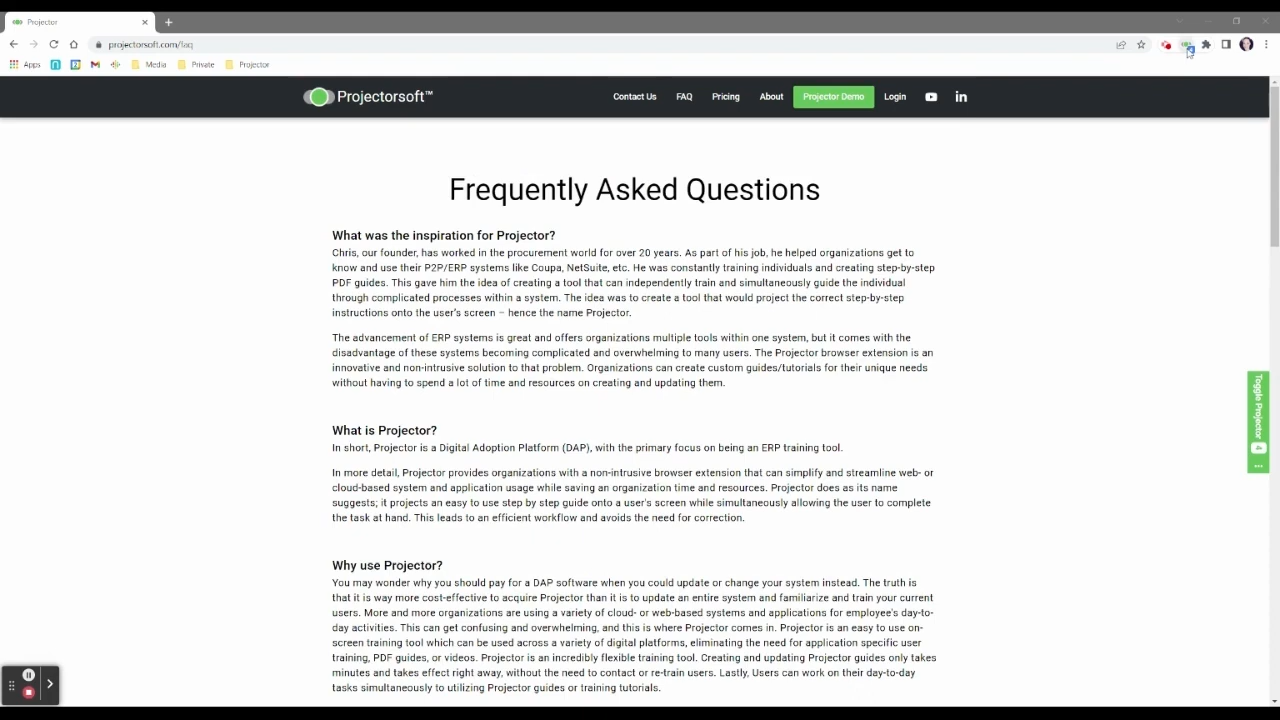 Projector
projectorsoft.com/faq
Apps
Media
Private
Projector
Projectorsoft™
Contact Us
FAQ
Pricing
About
Projector Demo
Login
Frequently Asked Questions
What was the inspiration for Projector?
Chris, our founder, has worked in the procurement world for over 20 years. As part of his job, he helped organizations get to
know and use their P2P/ERP systems like Coupa, NetSuite, etc. He was constantly training individuals and creating step-by-step
PDF guides. This gave him the idea of creating a tool that can independently train and simultaneously guide the individual
through complicated processes within a system. The idea was to create a tool that would project the correct step-by-step
instructions onto the user's screen – hence the name Projector.
The advancement of ERP systems is great and offers organizations multiple tools within one system, but it comes with the
disadvantage of these systems becoming complicated and overwhelming to many users. The Projector browser extension is an
innovative and non-intrusive solution to that problem. Organizations can create custom guides/tutorials for their unique needs
without having to spend a lot of time and resources on creating and updating them.
Toggle Projector 4
What is Projector?
In short, Projector is a Digital Adoption Platform (DAP), with the primary focus on being an ERP training tool.
In more detail, Projector provides organizations with a non-intrusive browser extension that can simplify and streamline web- or
cloud-based system and application usage while saving an organization time and resources. Projector does as its name
suggests; it projects an easy to use step by step guide onto a user's screen while simultaneously allowing the user to complete
the task at hand. This leads to an efficient workflow and avoids the need for correction.
Why use Projector?
You may wonder why you should pay for a DAP software when you could update or change your system instead. The truth is
that it is way more cost-effective to acquire Projector than it is to update an entire system and familiarize and train your current
users. More and more organizations are using a variety of cloud- or web-based systems and applications for employee's day-to-
day activities. This can get confusing and overwhelming, and this is where Projector comes in. Projector is an easy to use on-
screen training tool which can be used across a variety of digital platforms, eliminating the need for application specific user
training, PDF guides, or videos. Projector is an incredibly flexible training tool. Creating and updating Projector guides only takes
minutes and takes effect right away, without the need to contact or re-train users. Lastly, Users can work on their day-to-day
tasks simultaneously to utilizing Projector guides or training tutorials.